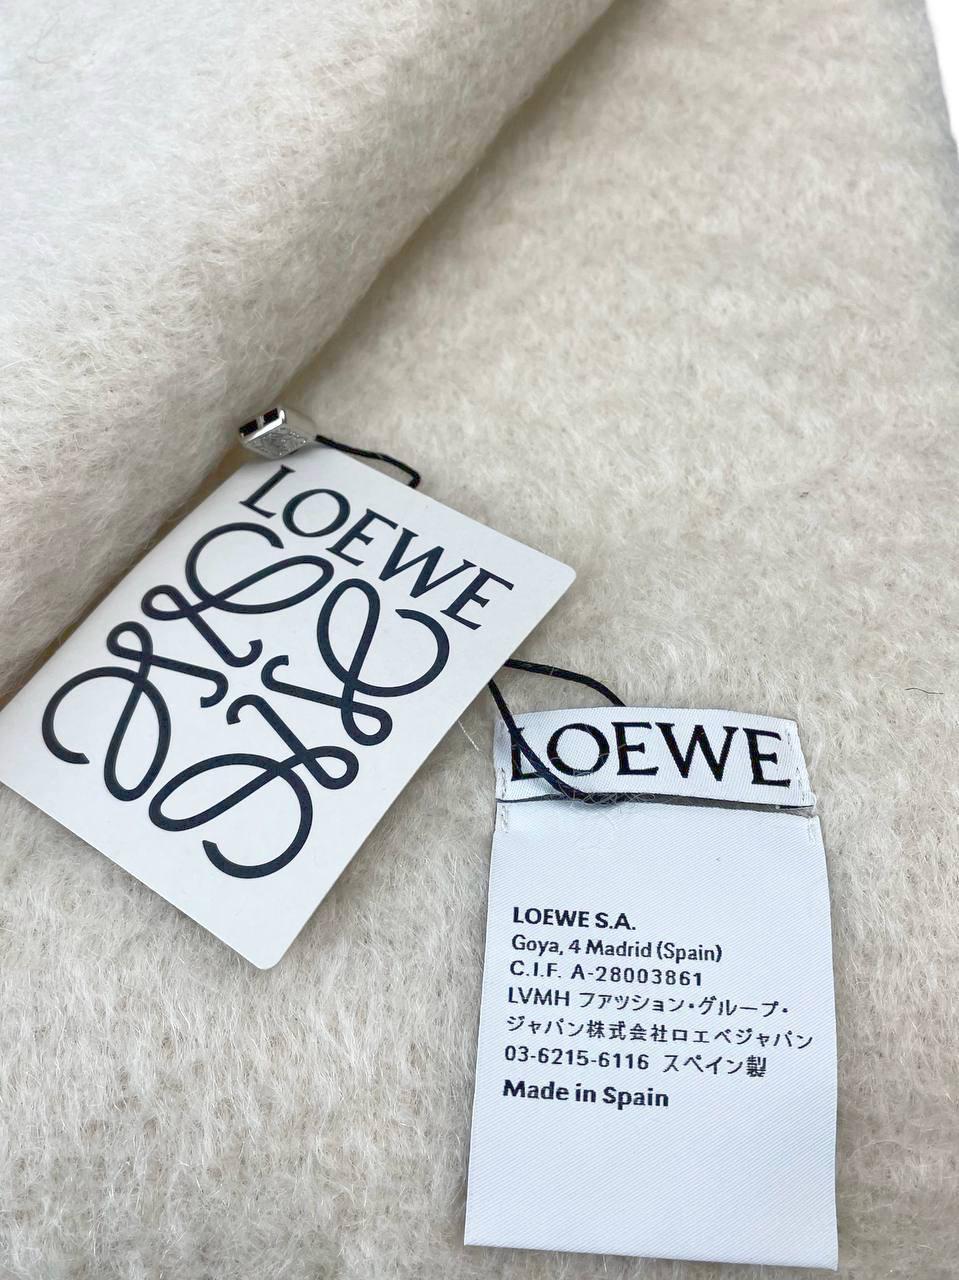 LOEWE
LOEWE
LOEWE S.A.
Goya, 4 Madrid (Spain)
C.I.F. A-28003861
LVMH ファッション・グループ・
ジャパン株式会社ロエベジャパン
03-6215-6116 スペイン製
Made in Spain